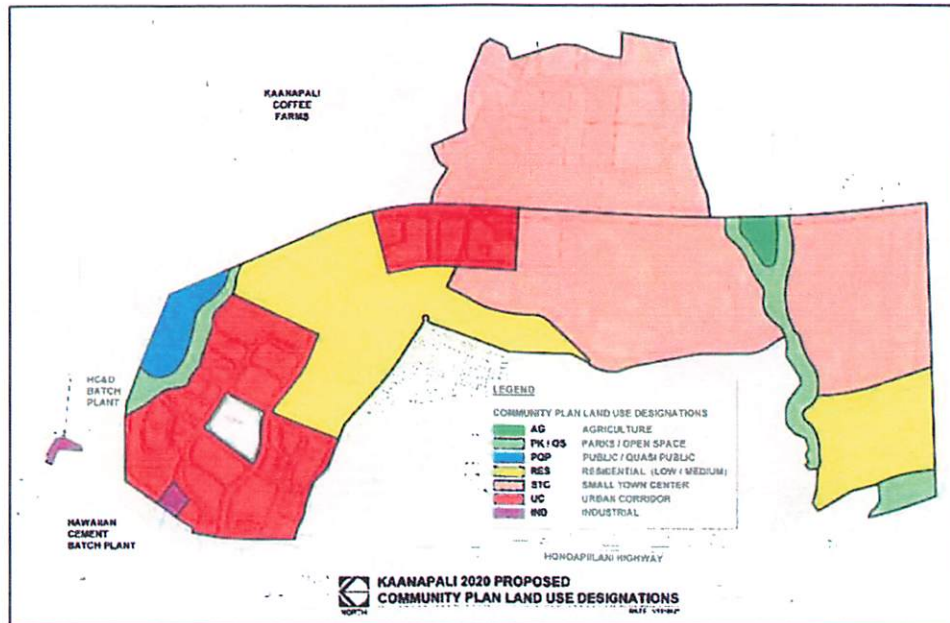 KAANAPALI
COFFEE
FARMS
HC&D
BATCH
PLANT
HAWAIIAN
CEMENT
BATCH PLANT
LEGEND
COMMUNITY PLAN LAND USE DESIGNATIONS
AG AGRICULTURE
PK / OS PARKS / OPEN SPACE
PQP PUBLIC / QUASI PUBLIC
RES RESIDENTIAL (LOW / MEDIUM)
STC SMALL TOWN CENTER
UC URBAN CORRIDOR
IND INDUSTRIAL
HONOAPIILANI HIGHWAY
KAANAPALI 2020 PROPOSED
COMMUNITY PLAN LAND USE DESIGNATIONS
NORTH